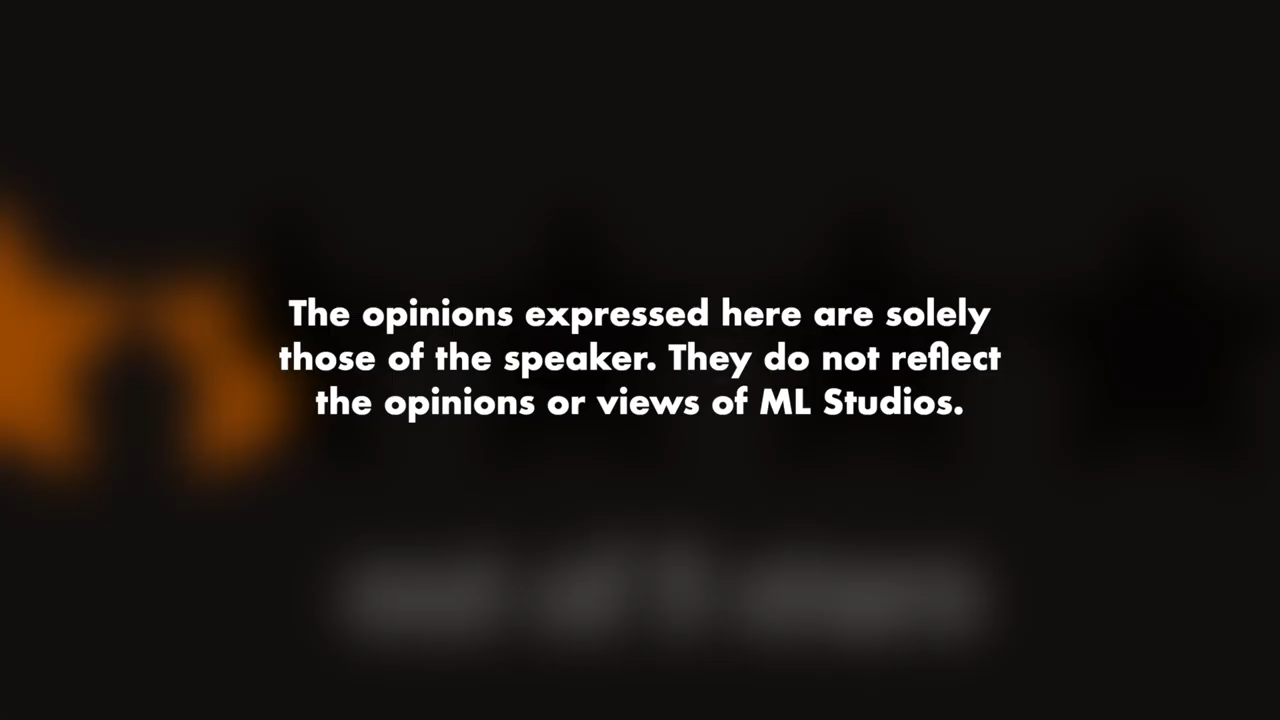 The opinions expressed here are solely
those of the speaker. They do not reflect
the opinions or views of ML Studios.